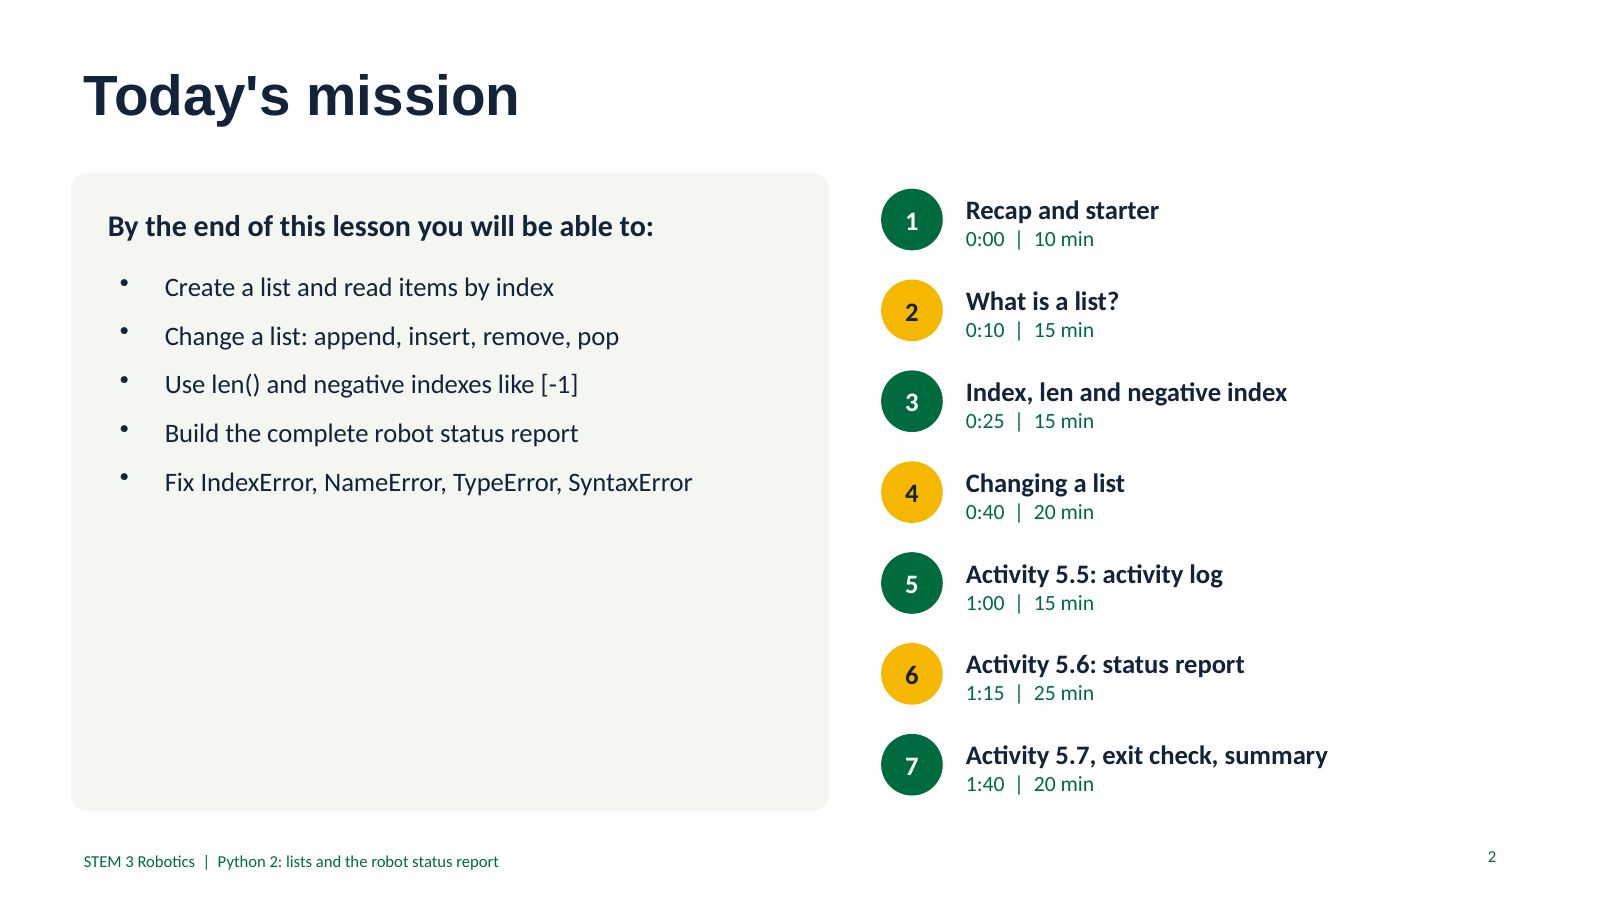 Today's mission
By the end of this lesson you will be able to:
• Create a list and read items by index
• Change a list: append, insert, remove, pop
• Use len() and negative indexes like [-1]
• Build the complete robot status report
• Fix IndexError, NameError, TypeError, SyntaxError
1
Recap and starter
0:00 | 10 min
2
What is a list?
0:10 | 15 min
3
Index, len and negative index
0:25 | 15 min
4
Changing a list
0:40 | 20 min
5
Activity 5.5: activity log
1:00 | 15 min
6
Activity 5.6: status report
1:15 | 25 min
7
Activity 5.7, exit check, summary
1:40 | 20 min
STEM 3 Robotics | Python 2: lists and the robot status report
2